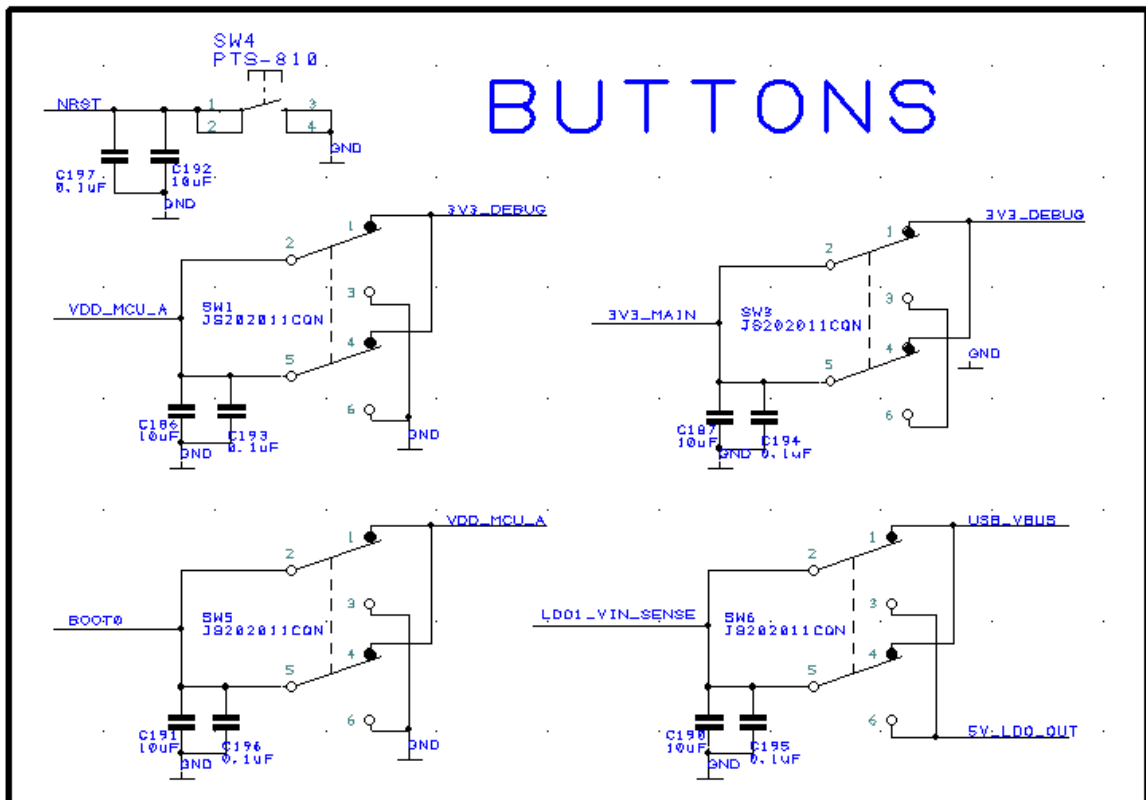 SW4
PTS-810
BUTTONS
NRST
1
3
2
4
GND
C197
0.1uF
C192
10uF
GND
3V3_DEBUG
1
2
3
VDD_MCU_A
SW1
JS202011CQN
4
5
6
C186
10uF
C193
0.1uF
GND
GND
3V3_DEBUG
1
2
3
3V3_MAIN
SW3
JS202011CQN
4
GND
5
6
C187
10uF
C194
0.1uF
GND
VDD_MCU_A
1
2
3
BOOT0
SW5
JS202011CQN
4
5
6
C191
10uF
C196
0.1uF
GND
GND
USB_VBUS
1
2
3
LDO1_VIN_SENSE
SW6
JS202011CQN
4
5
6
5V_LDO_OUT
C190
10uF
C195
0.1uF
GND